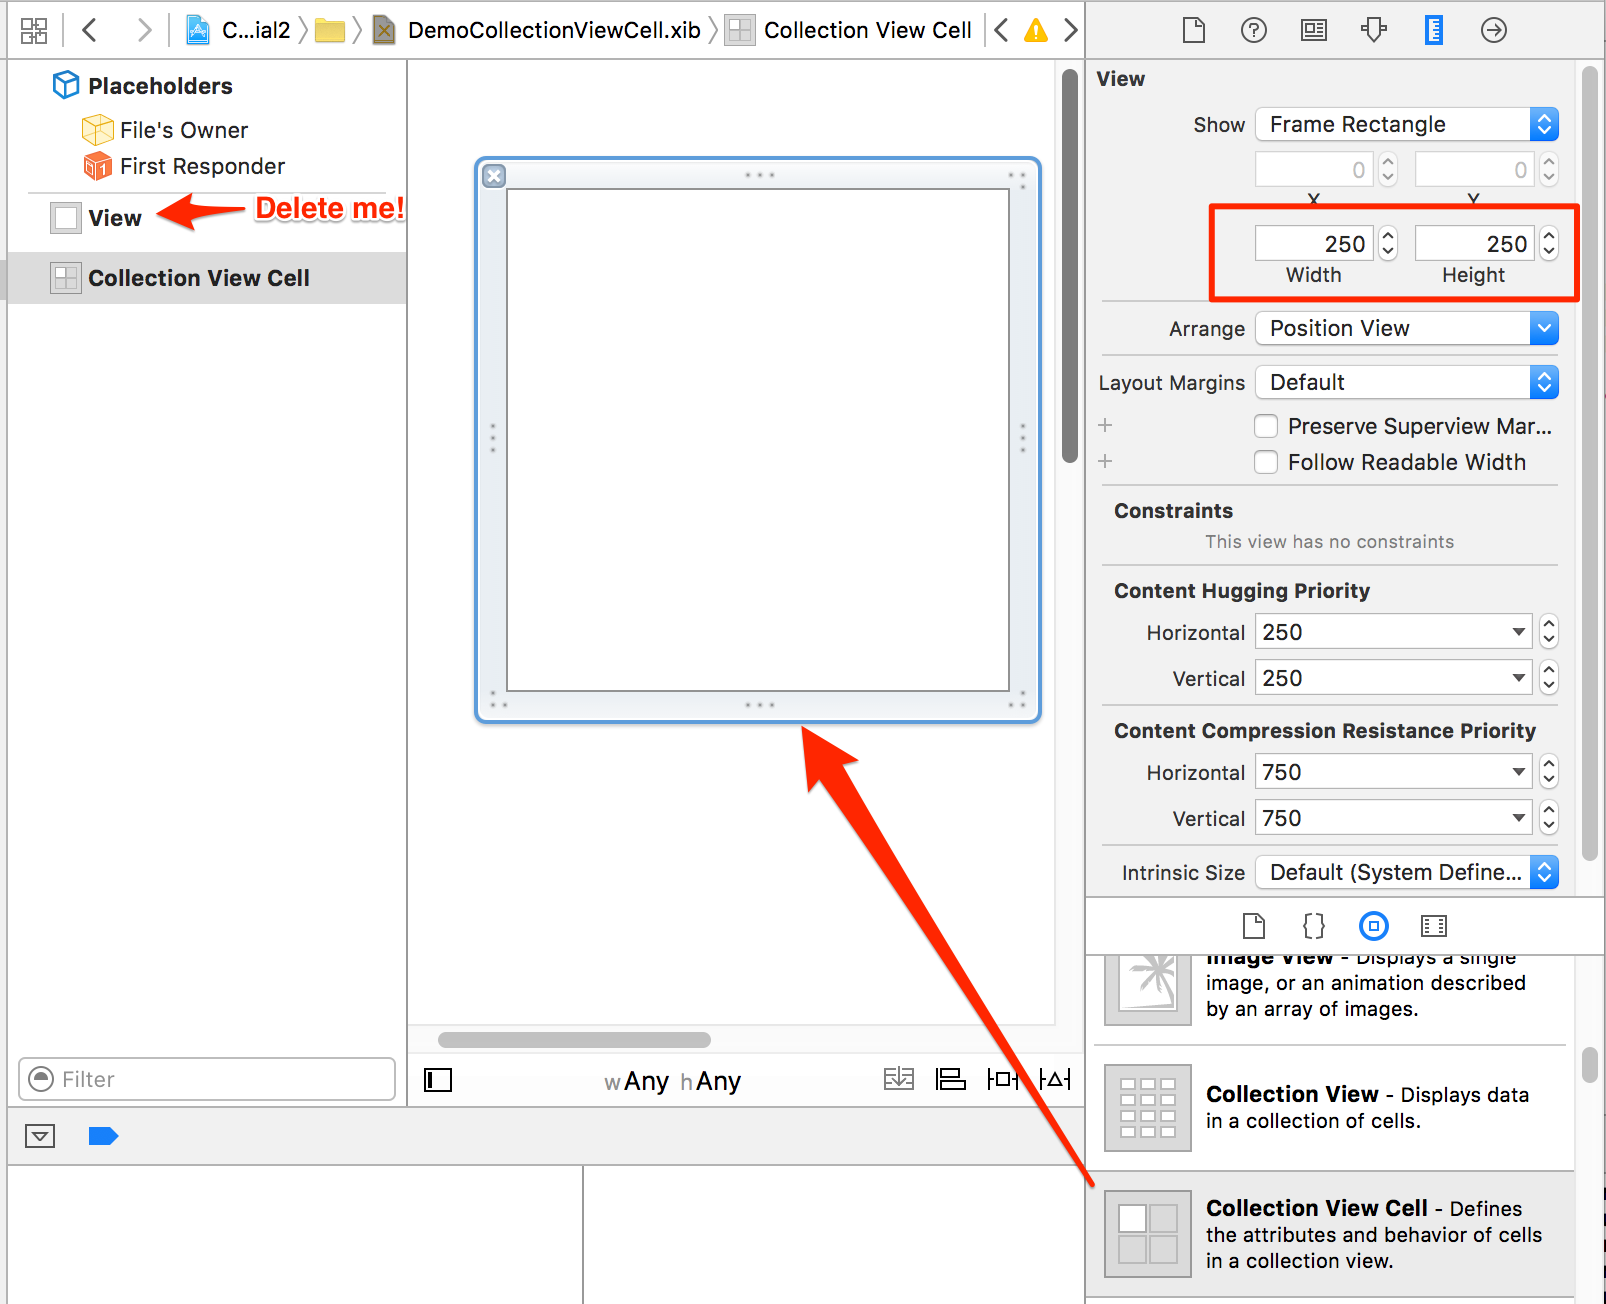 C...ial2
DemoCollectionViewCell.xib
Collection View Cell
Placeholders
File's Owner
1
First Responder
View
Delete me!
Collection View Cell
Filter
wAny hAny
View
Show
Frame Rectangle
0
0
X
Y
250
250
Width
Height
Arrange
Position View
Layout Margins
Default
+
Preserve Superview Mar...
+
Follow Readable Width
Constraints
This view has no constraints
Content Hugging Priority
Horizontal
250
Vertical
250
Content Compression Resistance Priority
Horizontal
750
Vertical
750
Intrinsic Size
Default (System Define...
{}
Image View - Displays a single
image, or an animation described
by an array of images.
Collection View - Displays data
in a collection of cells.
Collection View Cell - Defines
the attributes and behavior of cells
in a collection view.